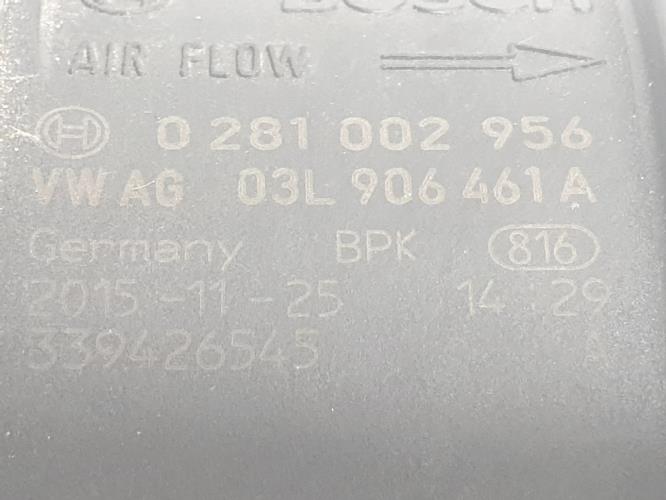 BOSCH
AIR FLOW
0 281 002 956
VW AG 03L 906 461 A
Germany BPK 816
2015-11-25 14:29
339426545 A